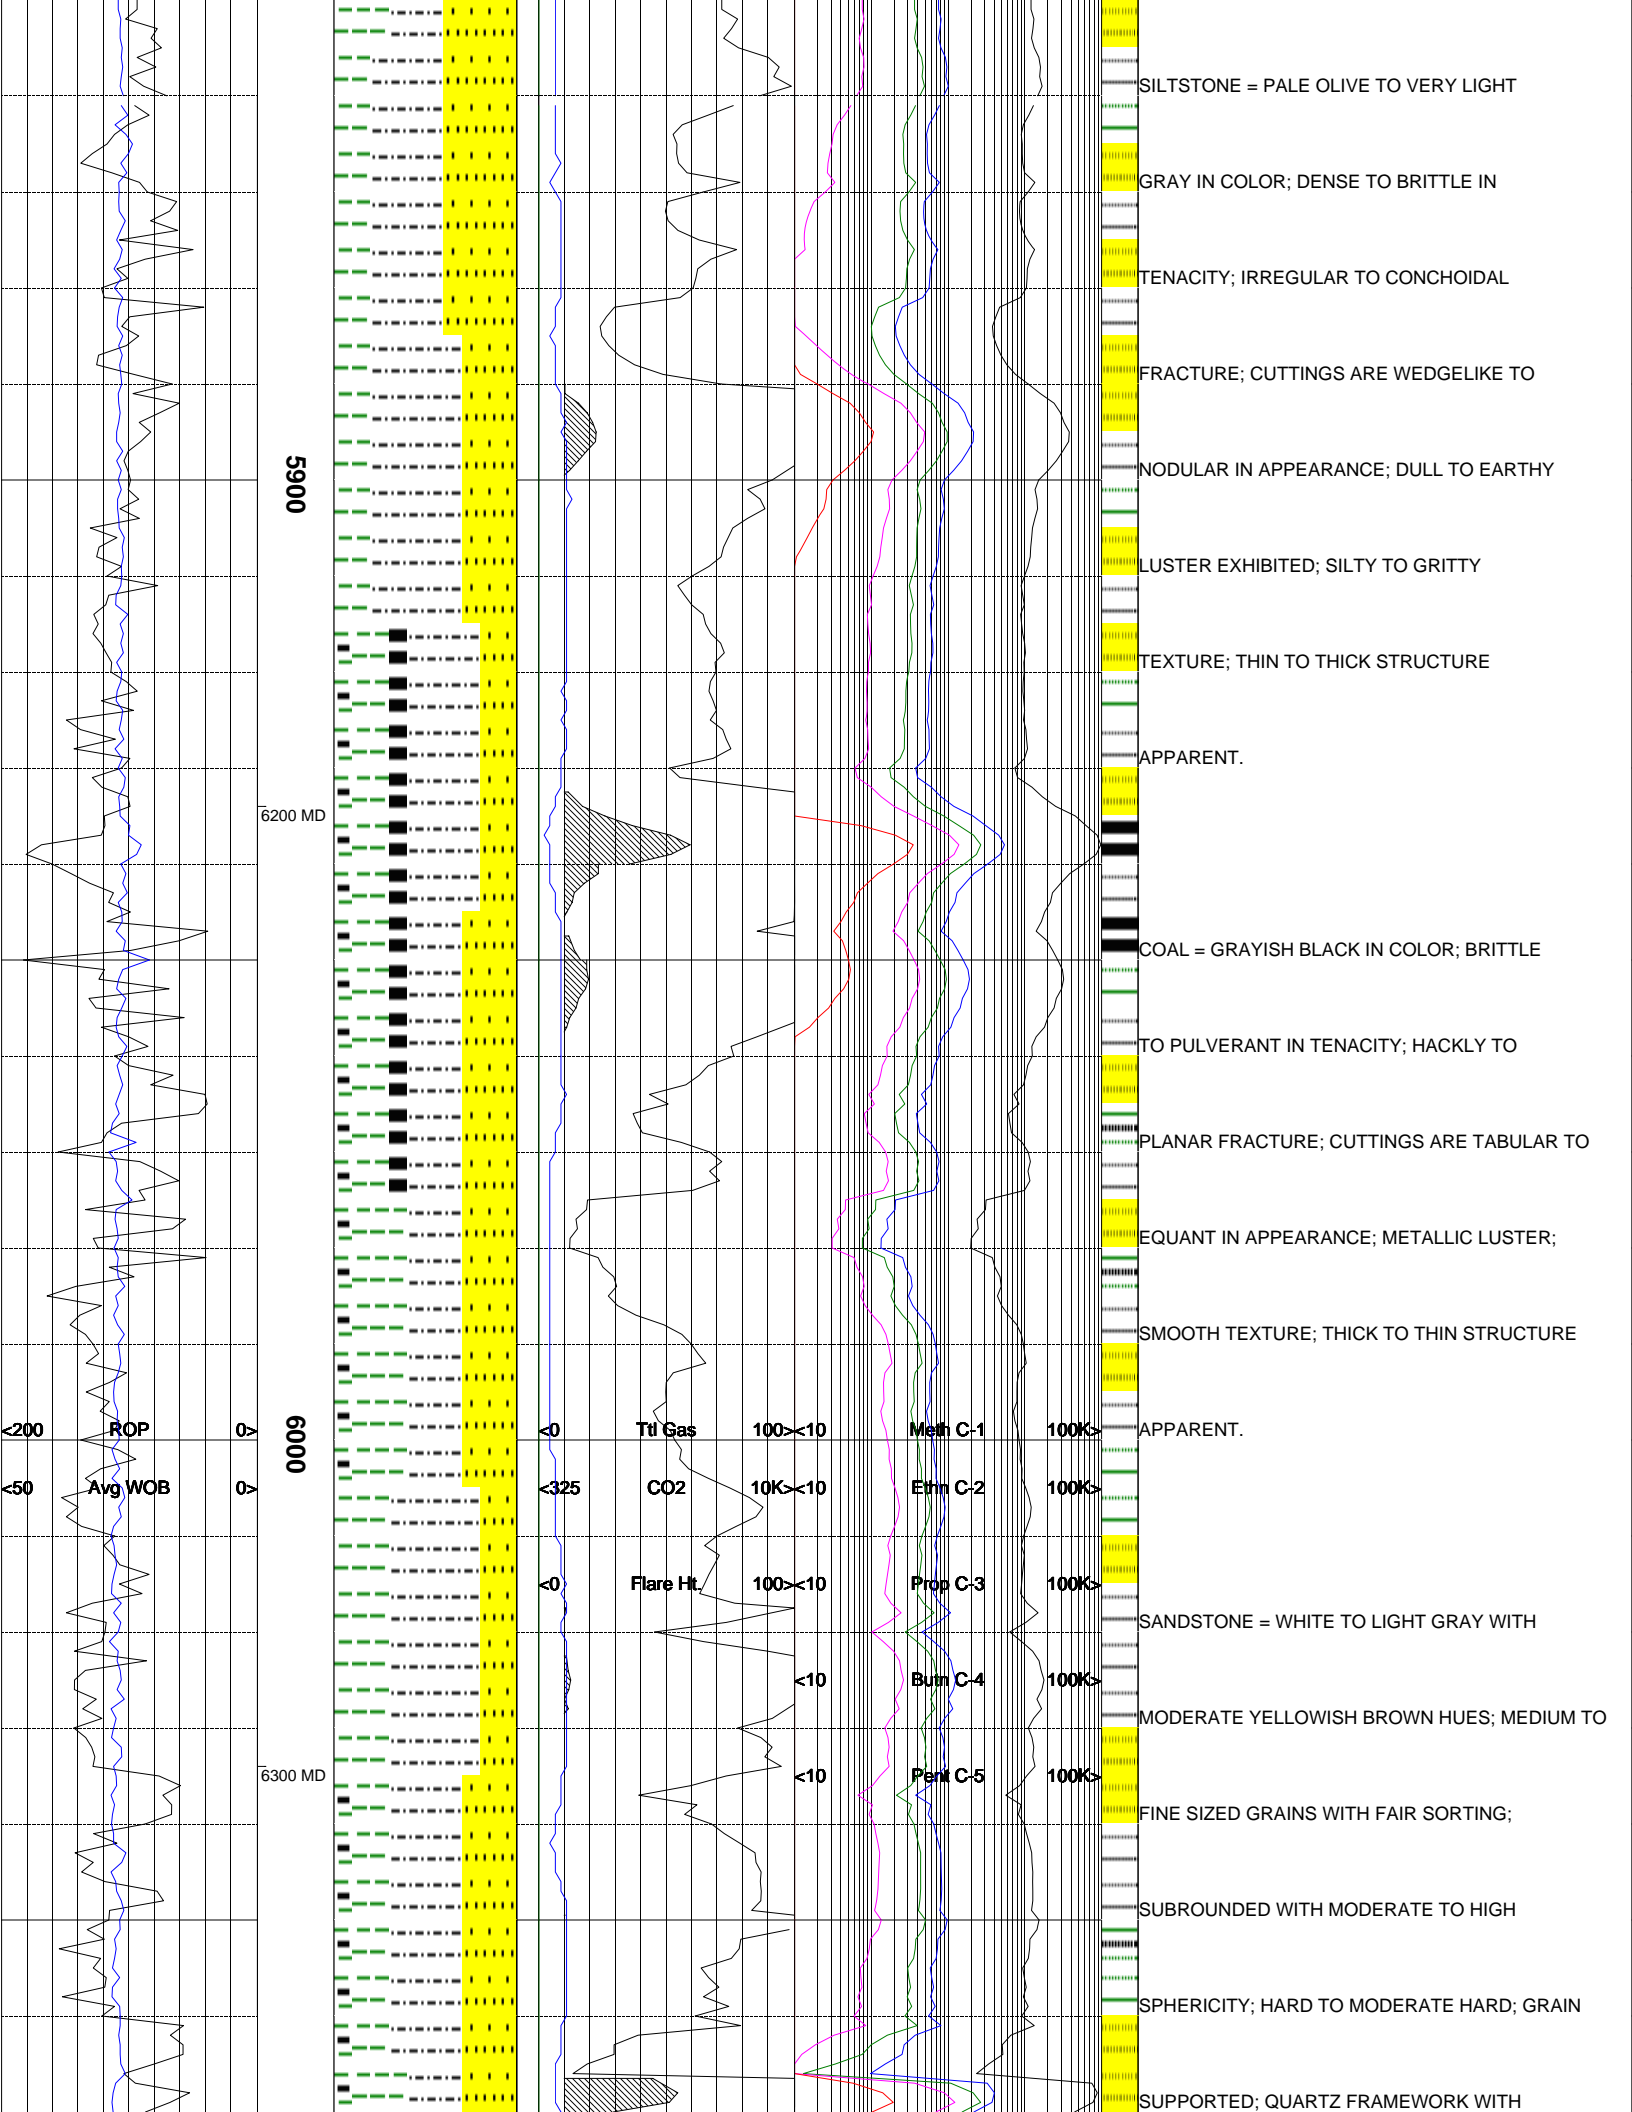 SILTSTONE = PALE OLIVE TO VERY LIGHT
GRAY IN COLOR; DENSE TO BRITTLE IN
TENACITY; IRREGULAR TO CONCHOIDAL
FRACTURE; CUTTINGS ARE WEDGELIKE TO
5900
NODULAR IN APPEARANCE; DULL TO EARTHY
LUSTER EXHIBITED; SILTY TO GRITTY
TEXTURE; THIN TO THICK STRUCTURE
APPARENT.
6200 MD
COAL = GRAYISH BLACK IN COLOR; BRITTLE
TO PULVERANT IN TENACITY; HACKLY TO
PLANAR FRACTURE; CUTTINGS ARE TABULAR TO
EQUANT IN APPEARANCE; METALLIC LUSTER;
SMOOTH TEXTURE; THICK TO THIN STRUCTURE
<200 ROP 0> 6000 <0 Ttl Gas 100> <10 Meth C-1 100K> APPARENT.
<50 Avg WOB 0> <325 CO2 10K> <10 Ethn C-2 100K>
<0 Flare Ht. 100> <10 Prop C-3 100K>
SANDSTONE = WHITE TO LIGHT GRAY WITH
<10 Butn C-4 100K>
MODERATE YELLOWISH BROWN HUES; MEDIUM TO
6300 MD <10 Pent C-5 100K>
FINE SIZED GRAINS WITH FAIR SORTING;
SUBROUNDED WITH MODERATE TO HIGH
SPHERICITY; HARD TO MODERATE HARD; GRAIN
SUPPORTED; QUARTZ FRAMEWORK WITH